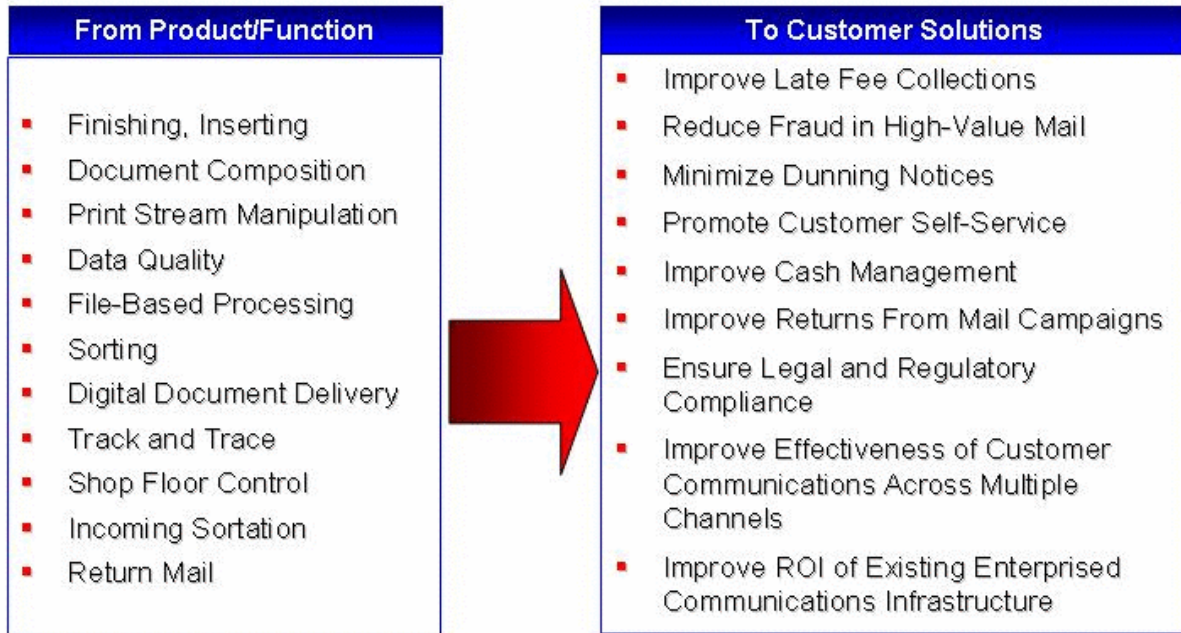 From Product/Function
Finishing, Inserting
Document Composition
Print Stream Manipulation
Data Quality
File-Based Processing
Sorting
Digital Document Delivery
Track and Trace
Shop Floor Control
Incoming Sortation
Return Mail
To Customer Solutions
Improve Late Fee Collections
Reduce Fraud in High-Value Mail
Minimize Dunning Notices
Promote Customer Self-Service
Improve Cash Management
Improve Returns From Mail Campaigns
Ensure Legal and Regulatory
Compliance
Improve Effectiveness of Customer
Communications Across Multiple
Channels
Improve ROI of Existing Enterprised
Communications Infrastructure